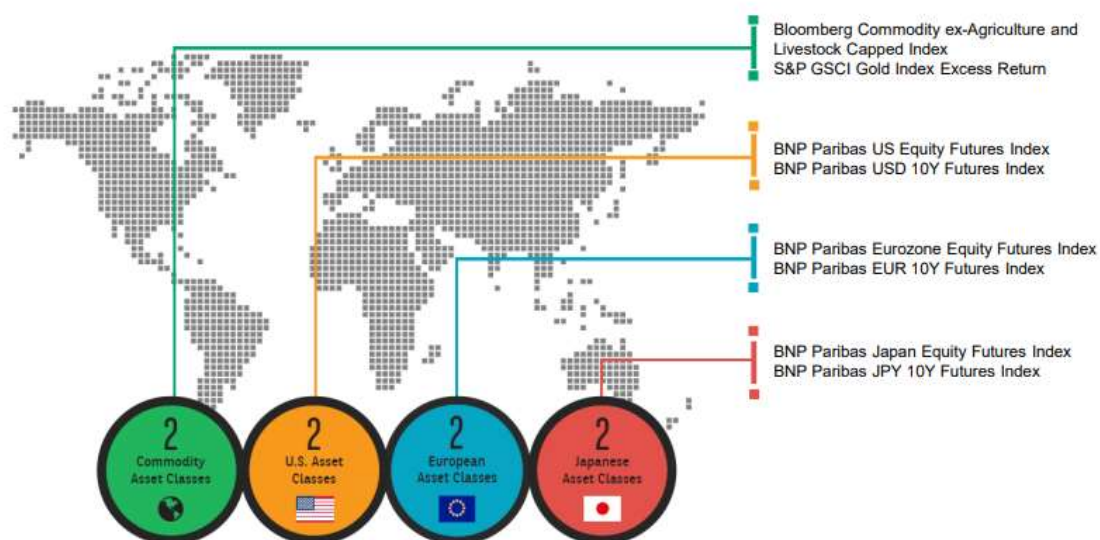 Bloomberg Commodity ex-Agriculture and
Livestock Capped Index
S&P GSCI Gold Index Excess Return
BNP Paribas US Equity Futures Index
BNP Paribas USD 10Y Futures Index
BNP Paribas Eurozone Equity Futures Index
BNP Paribas EUR 10Y Futures Index
BNP Paribas Japan Equity Futures Index
BNP Paribas JPY 10Y Futures Index
2
Commodity
Asset Classes
2
U.S. Asset
Classes
2
European
Asset Classes
2
Japanese
Asset Classes